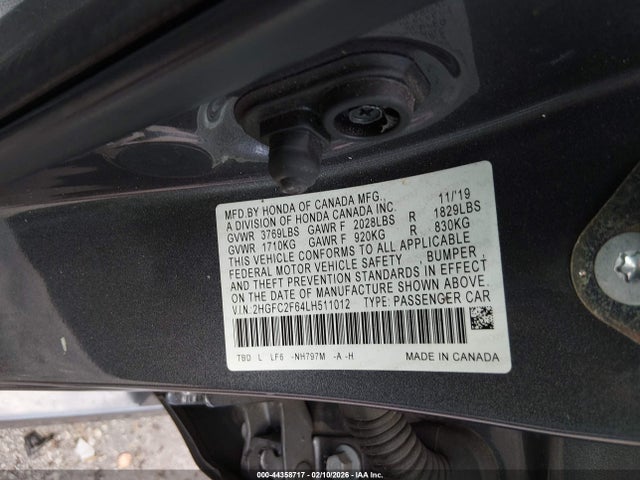 MFD.BY HONDA OF CANADA MFG. 11/'19
A DIVISION OF HONDA CANADA INC.
GVWR 3769LBS GAWR F 2028LBS R 1829LBS
GVWR 1710KG GAWR F 920KG R 830KG
THIS VEHICLE CONFORMS TO ALL APPLICABLE
FEDERAL MOTOR VEHICLE SAFETY BUMPER,
AND THEFT PREVENTION STANDARDS IN EFFECT
ON THE DATE OF MANUFACTURE SHOWN ABOVE.
V.I.N: 2HGFC2F64LH511012 TYPE: PASSENGER CAR
TBD L LF6 -NH797M -A -H MADE IN CANADA
000-44358717 - 02/10/2026 - © IAA, Inc.